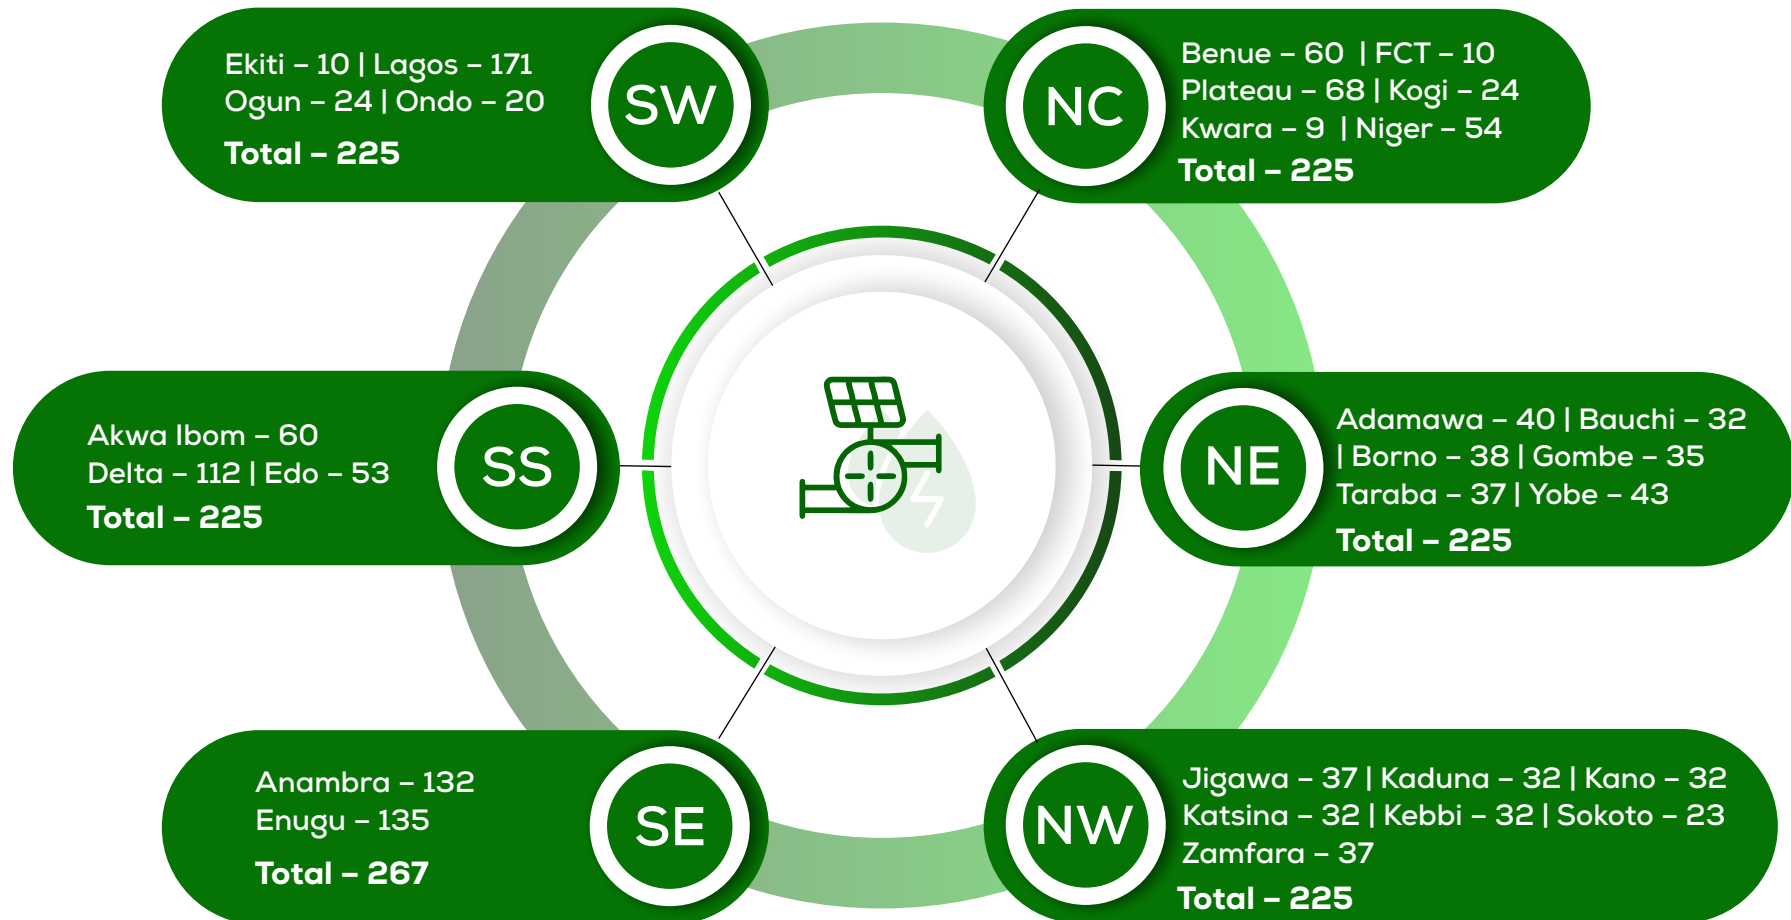 Ekiti – 10 | Lagos – 171
Ogun – 24 | Ondo – 20
Total – 225
SW
NC
Benue – 60 | FCT – 10
Plateau – 68 | Kogi – 24
Kwara – 9 | Niger – 54
Total – 225
Akwa Ibom – 60
Delta – 112 | Edo – 53
Total – 225
SS
NE
Adamawa – 40 | Bauchi – 32
| Borno – 38 | Gombe – 35
Taraba – 37 | Yobe – 43
Total – 225
Anambra – 132
Enugu – 135
Total – 267
SE
NW
Jigawa – 37 | Kaduna – 32 | Kano – 32
Katsina – 32 | Kebbi – 32 | Sokoto – 23
Zamfara – 37
Total – 225